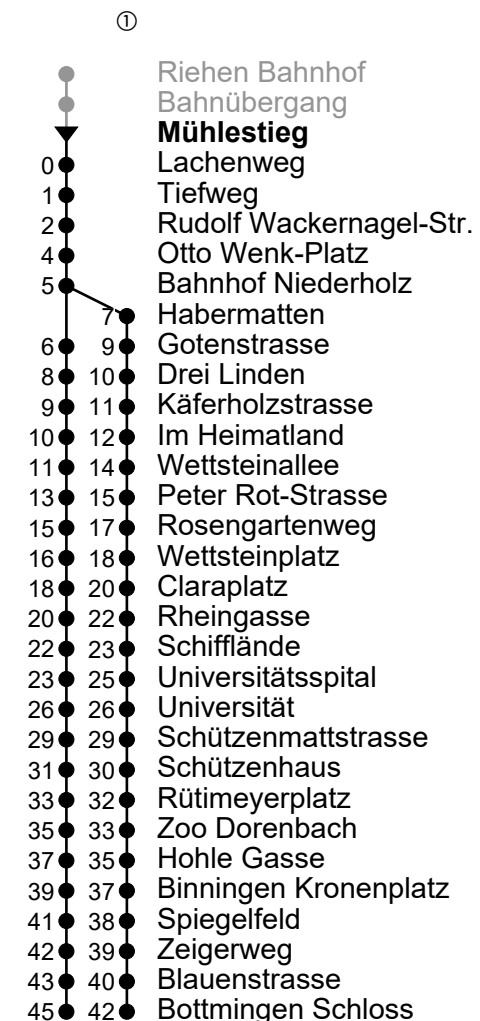 ①
Riehen Bahnhof
Bahnübergang
Mühlestieg
0 Lachenweg
1 Tiefweg
2 Rudolf Wackernagel-Str.
4 Otto Wenk-Platz
5 Bahnhof Niederholz
7 Habermatten
6 9 Gotenstrasse
8 10 Drei Linden
9 11 Käferholzstrasse
10 12 Im Heimatland
11 14 Wettsteinallee
13 15 Peter Rot-Strasse
15 17 Rosengartenweg
16 18 Wettsteinplatz
18 20 Claraplatz
20 22 Rheingasse
22 23 Schifflände
23 25 Universitätsspital
26 26 Universität
29 29 Schützenmattstrasse
31 30 Schützenhaus
33 32 Rütimeyerplatz
35 33 Zoo Dorenbach
37 35 Hohle Gasse
39 37 Binningen Kronenplatz
41 38 Spiegelfeld
42 39 Zeigerweg
43 40 Blauenstrasse
45 42 Bottmingen Schloss